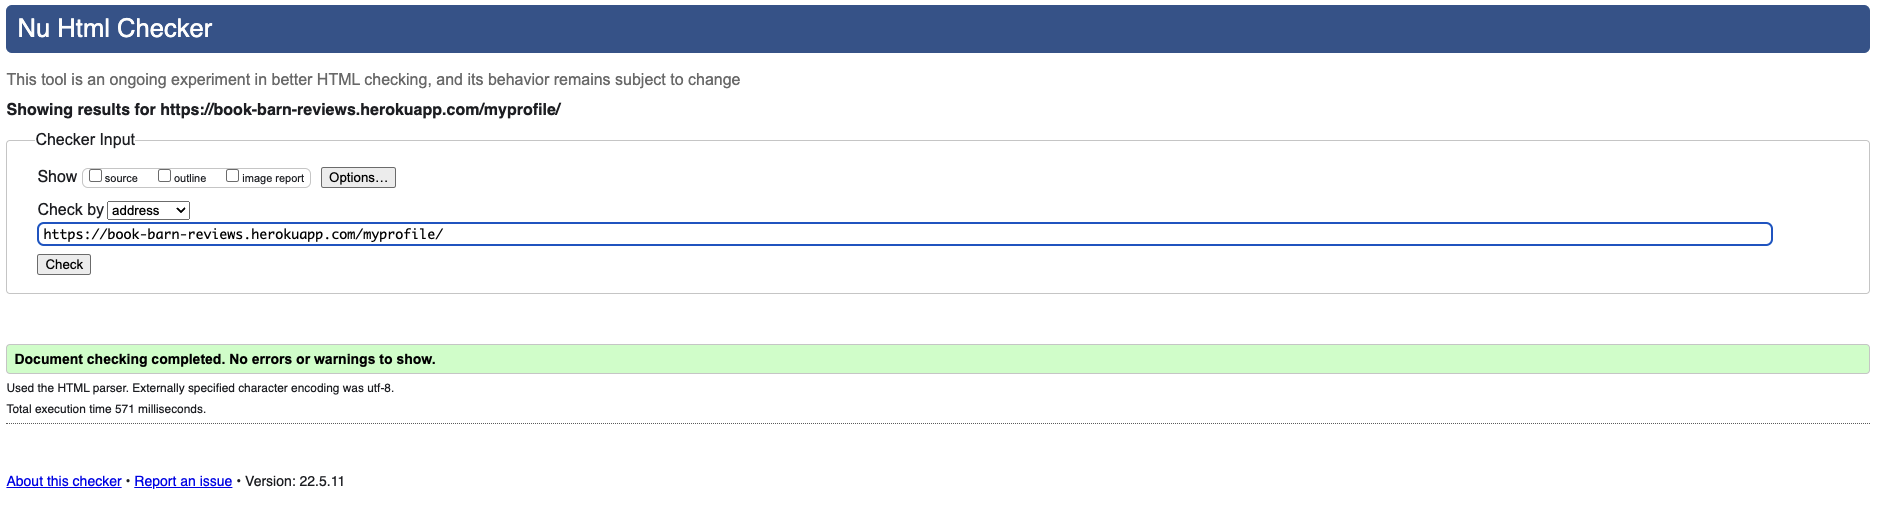 Nu Html Checker
This tool is an ongoing experiment in better HTML checking, and its behavior remains subject to change
Showing results for https://book-barn-reviews.herokuapp.com/myprofile/
Checker Input
Show source outline image report Options...
Check by address
https://book-barn-reviews.herokuapp.com/myprofile/
Check
Document checking completed. No errors or warnings to show.
Used the HTML parser. Externally specified character encoding was utf-8.
Total execution time 571 milliseconds.
About this checker • Report an issue • Version: 22.5.11